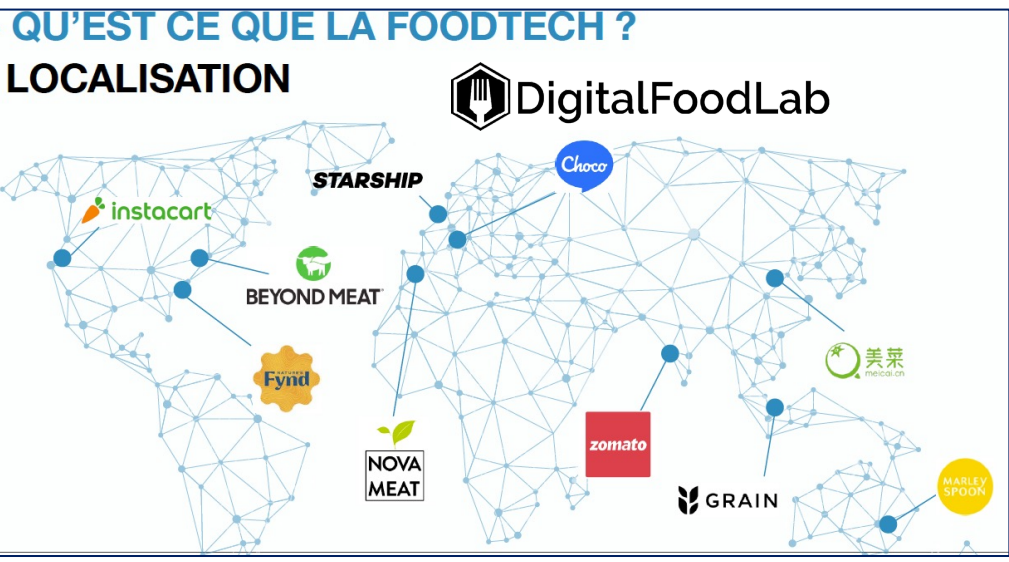 QU'EST CE QUE LA FOODTECH ?
LOCALISATION
DigitalFoodLab
Choco
STARSHIP
instacart
BEYOND MEAT
美菜
meicai.cn
NATURE'S
Fynd
NOVA
MEAT
zomato
GRAIN
MARLEY
SPOON